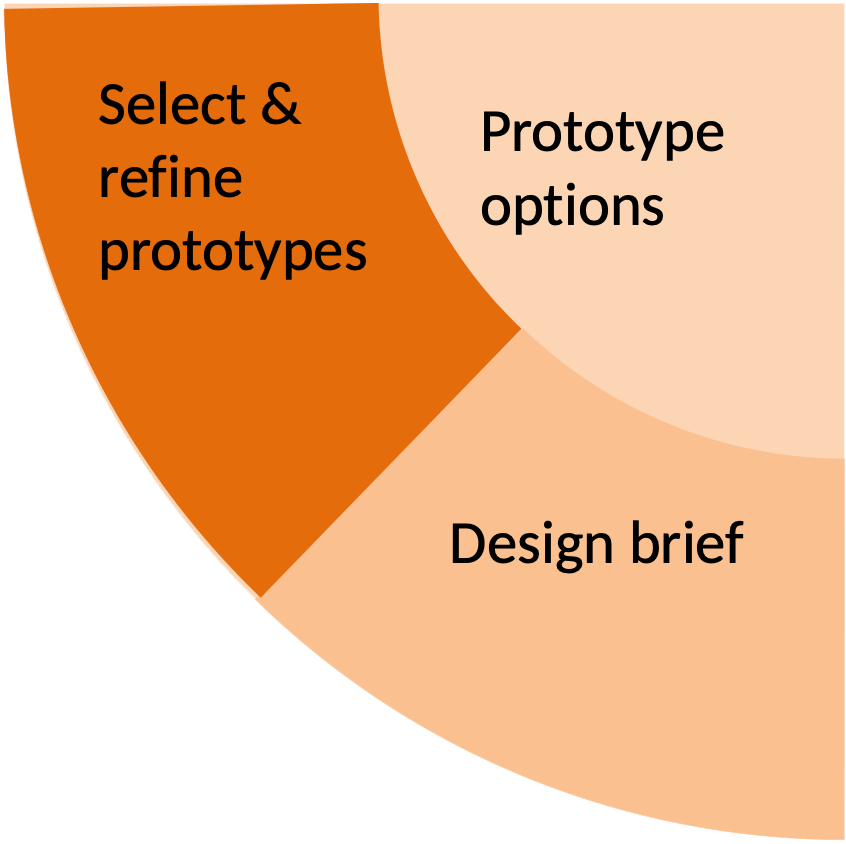 Select &
refine
prototypes
Prototype
options
Design brief